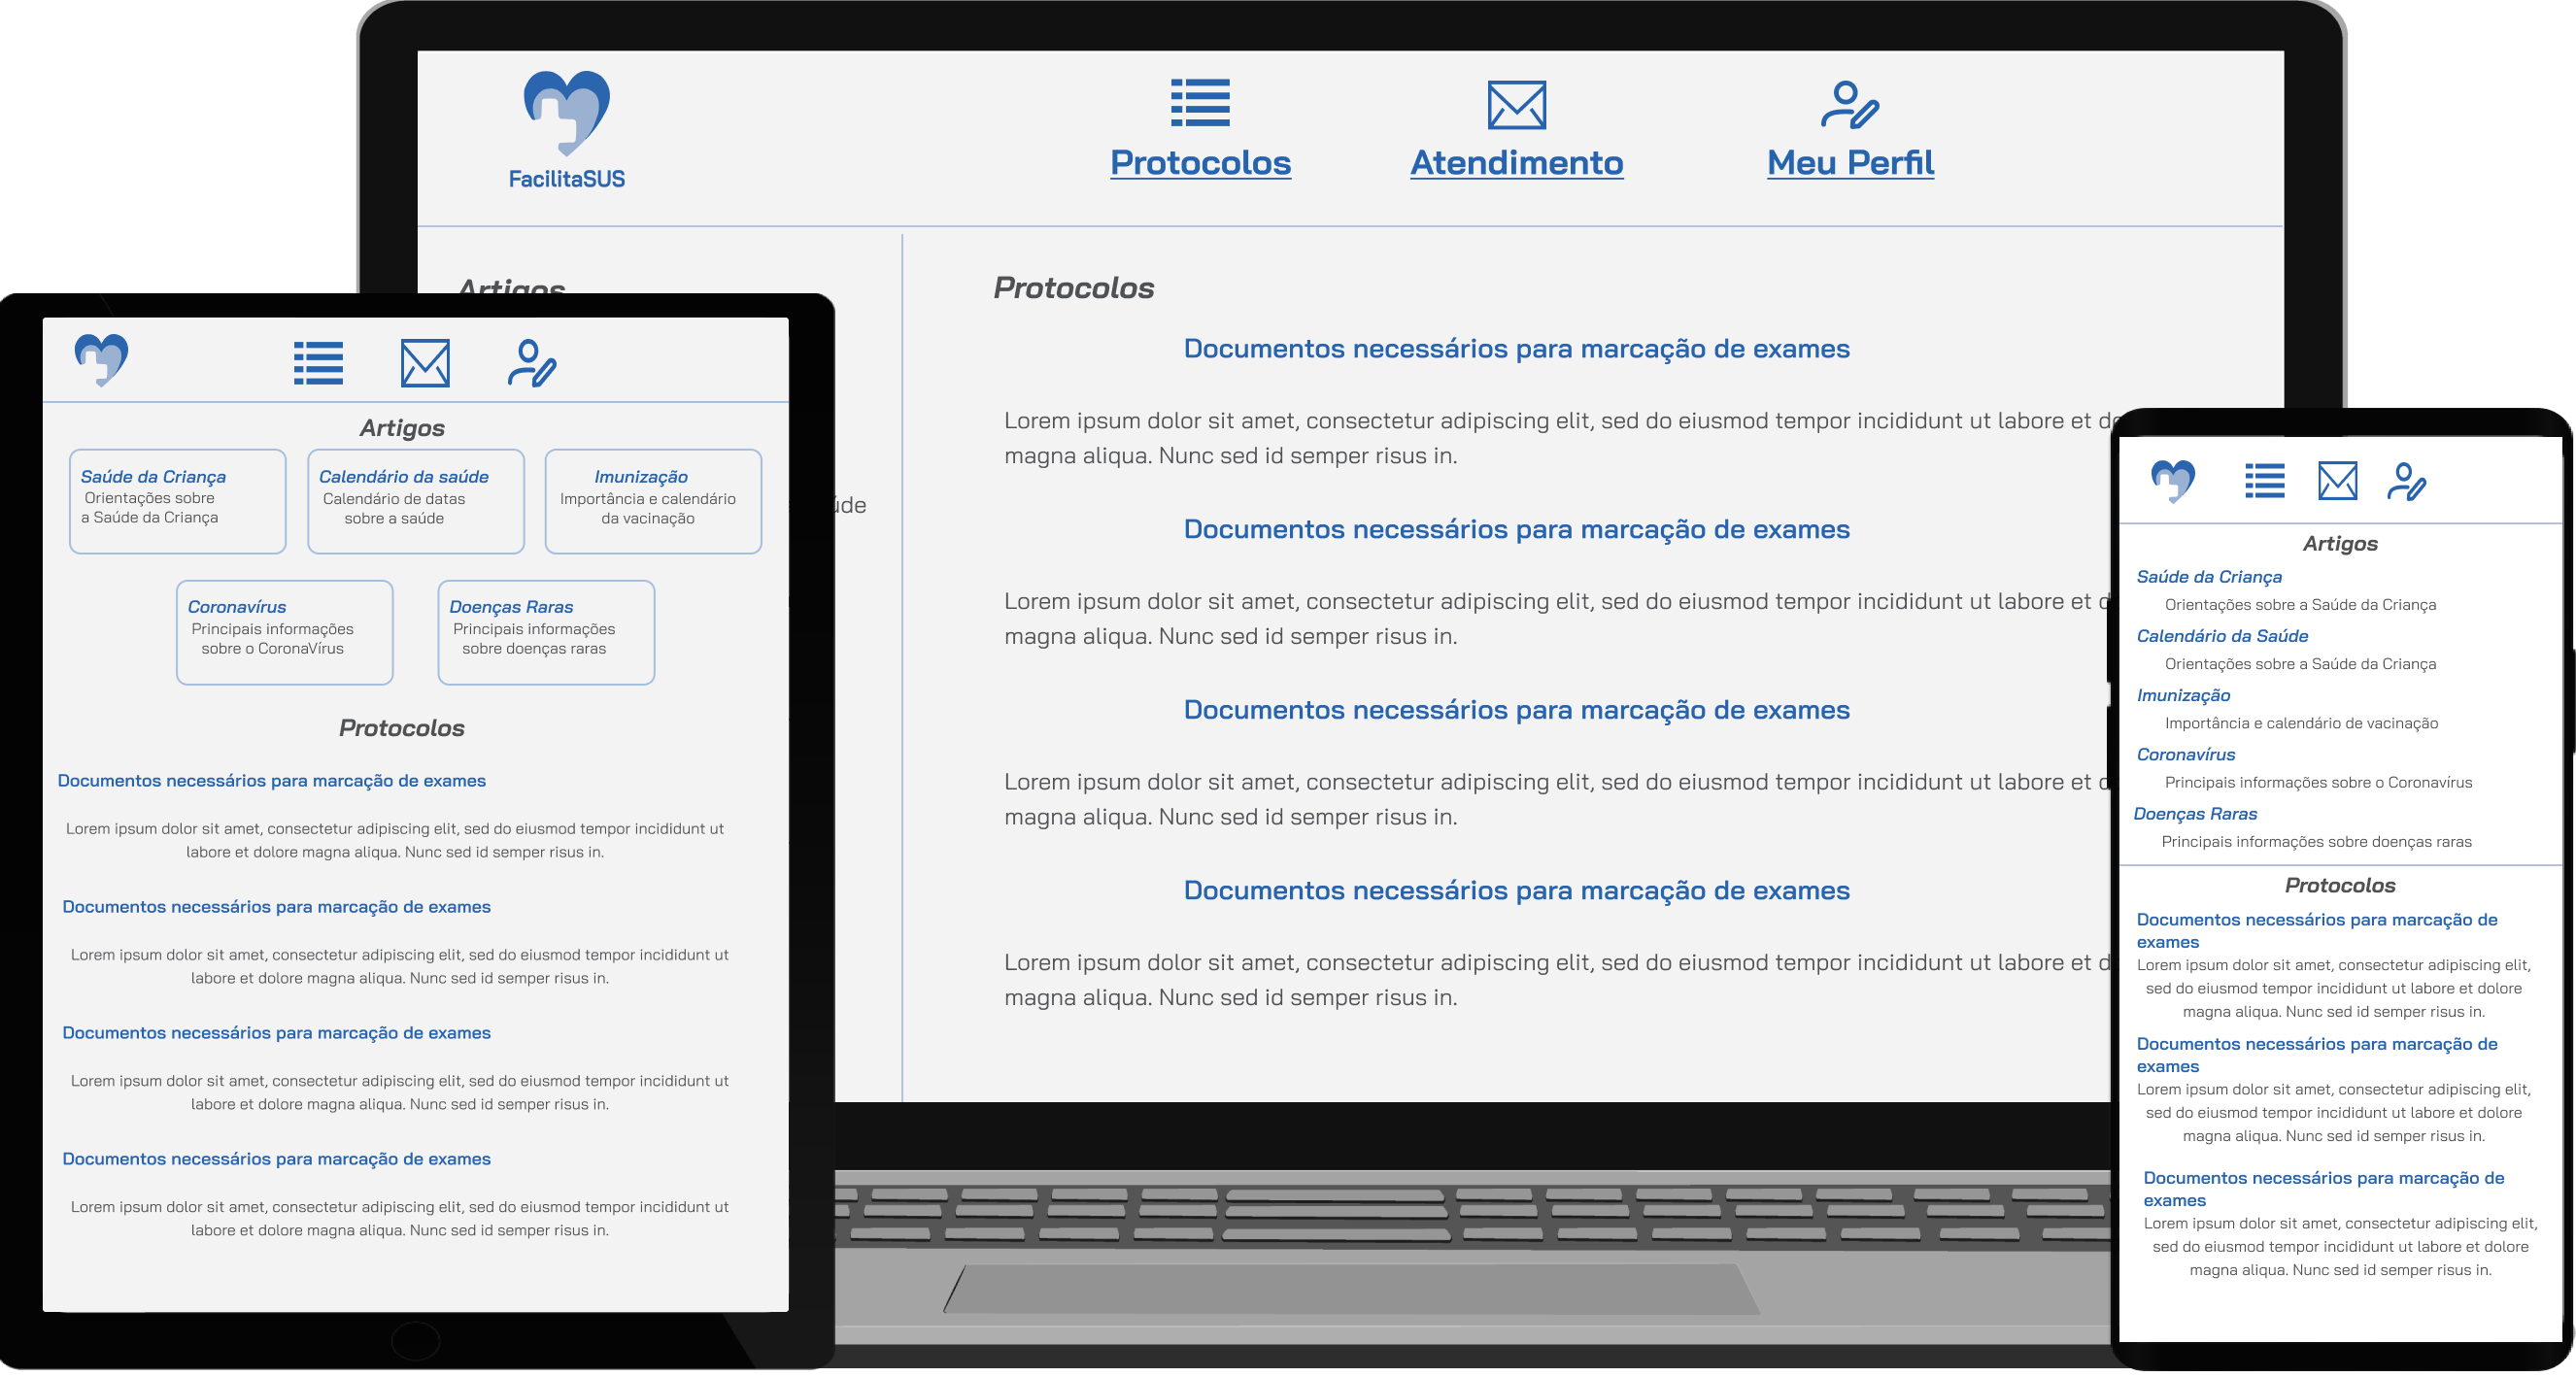 FacilitaSUS
Protocolos
Atendimento
Meu Perfil
Artigos
Protocolos
Documentos necessários para marcação de exames
Lorem ipsum dolor sit amet, consectetur adipiscing elit, sed do eiusmod tempor incididunt ut labore et
magna aliqua. Nunc sed id semper risus in.
Documentos necessários para marcação de exames
Lorem ipsum dolor sit amet, consectetur adipiscing elit, sed do eiusmod tempor incididunt ut labore et
magna aliqua. Nunc sed id semper risus in.
Documentos necessários para marcação de exames
Lorem ipsum dolor sit amet, consectetur adipiscing elit, sed do eiusmod tempor incididunt ut labore et
magna aliqua. Nunc sed id semper risus in.
Documentos necessários para marcação de exames
Lorem ipsum dolor sit amet, consectetur adipiscing elit, sed do eiusmod tempor incididunt ut labore et
magna aliqua. Nunc sed id semper risus in.
Artigos
Saúde da Criança
Orientações sobre
a Saúde da Criança
Calendário da saúde
Calendário de datas
sobre a saúde
Imunização
Importância e calendário
da vacinação
Coronavírus
Principais informações
sobre o CoronaVírus
Doenças Raras
Principais informações
sobre doenças raras
Protocolos
Documentos necessários para marcação de exames
Lorem ipsum dolor sit amet, consectetur adipiscing elit, sed do eiusmod tempor incididunt ut
labore et dolore magna aliqua. Nunc sed id semper risus in.
Documentos necessários para marcação de exames
Lorem ipsum dolor sit amet, consectetur adipiscing elit, sed do eiusmod tempor incididunt ut
labore et dolore magna aliqua. Nunc sed id semper risus in.
Documentos necessários para marcação de exames
Lorem ipsum dolor sit amet, consectetur adipiscing elit, sed do eiusmod tempor incididunt ut
labore et dolore magna aliqua. Nunc sed id semper risus in.
Documentos necessários para marcação de exames
Lorem ipsum dolor sit amet, consectetur adipiscing elit, sed do eiusmod tempor incididunt ut
labore et dolore magna aliqua. Nunc sed id semper risus in.
Artigos
Saúde da Criança
Orientações sobre a Saúde da Criança
Calendário da Saúde
Orientações sobre a Saúde da Criança
Imunização
Importância e calendário de vacinação
Coronavírus
Principais informações sobre o Coronavírus
Doenças Raras
Principais informações sobre doenças raras
Protocolos
Documentos necessários para marcação de
exames
Lorem ipsum dolor sit amet, consectetur adipiscing elit,
sed do eiusmod tempor incididunt ut labore et dolore
magna aliqua. Nunc sed id semper risus in.
Documentos necessários para marcação de
exames
Lorem ipsum dolor sit amet, consectetur adipiscing elit,
sed do eiusmod tempor incididunt ut labore et dolore
magna aliqua. Nunc sed id semper risus in.
Documentos necessários para marcação de
exames
Lorem ipsum dolor sit amet, consectetur adipiscing elit,
sed do eiusmod tempor incididunt ut labore et dolore
magna aliqua. Nunc sed id semper risus in.